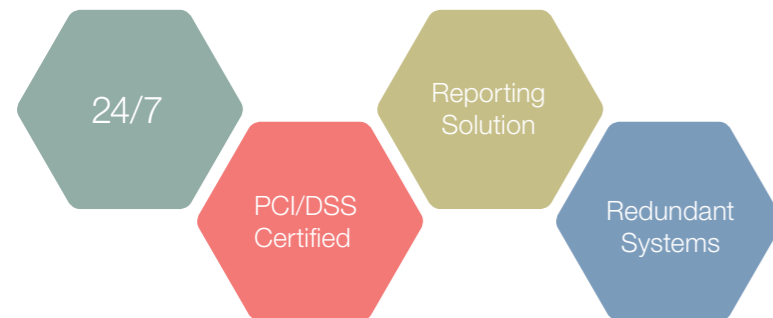 24/7
PCI/DSS
Certified
Reporting
Solution
Redundant
Systems